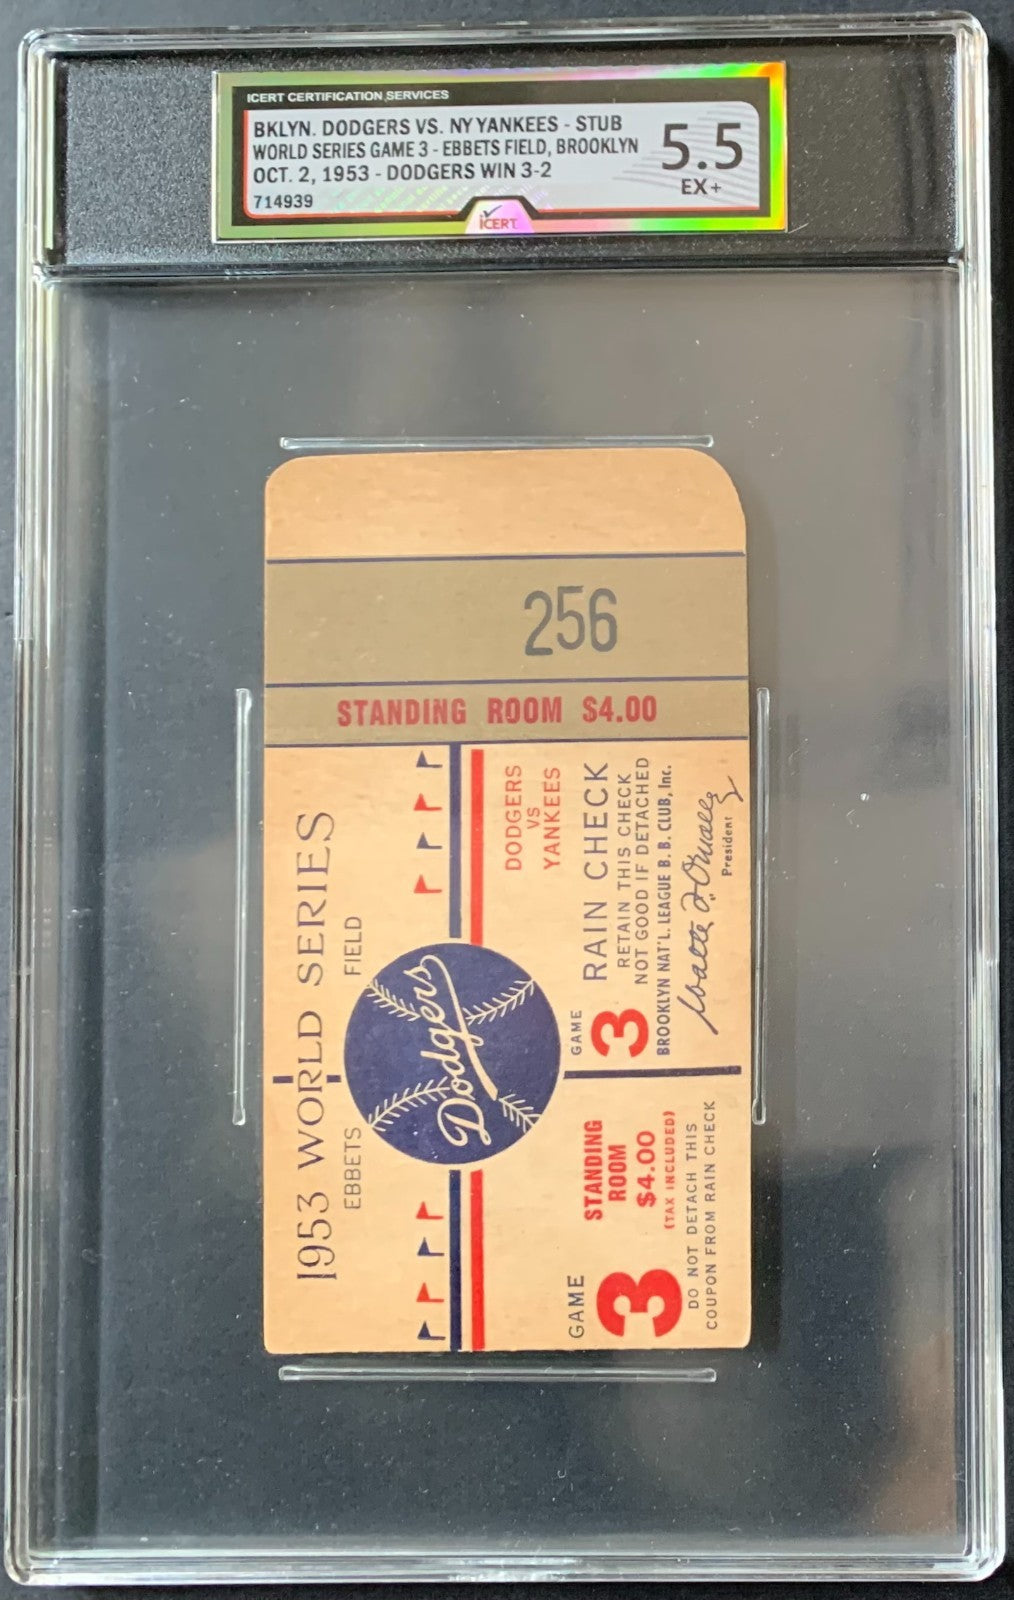 ICERT CERTIFICATION SERVICES
BKLYN. DODGERS VS. NY YANKEES - STUB
WORLD SERIES GAME 3 - EBBETS FIELD, BROOKLYN
OCT. 2, 1953 - DODGERS WIN 3-2
714939
5.5
EX+
iCERT
256
STANDING ROOM $4.00
1953 WORLD SERIES
EBBETS FIELD
Dodgers
DODGERS
VS
YANKEES
GAME
3
STANDING
ROOM
$4.00
(TAX INCLUDED)
DO NOT DETACH THIS
COUPON FROM RAIN CHECK
GAME
3
RAIN CHECK
RETAIN THIS CHECK
NOT GOOD IF DETACHED
BROOKLYN NAT'L. LEAGUE B. B. CLUB, Inc.
Walter F. O'Malley
President